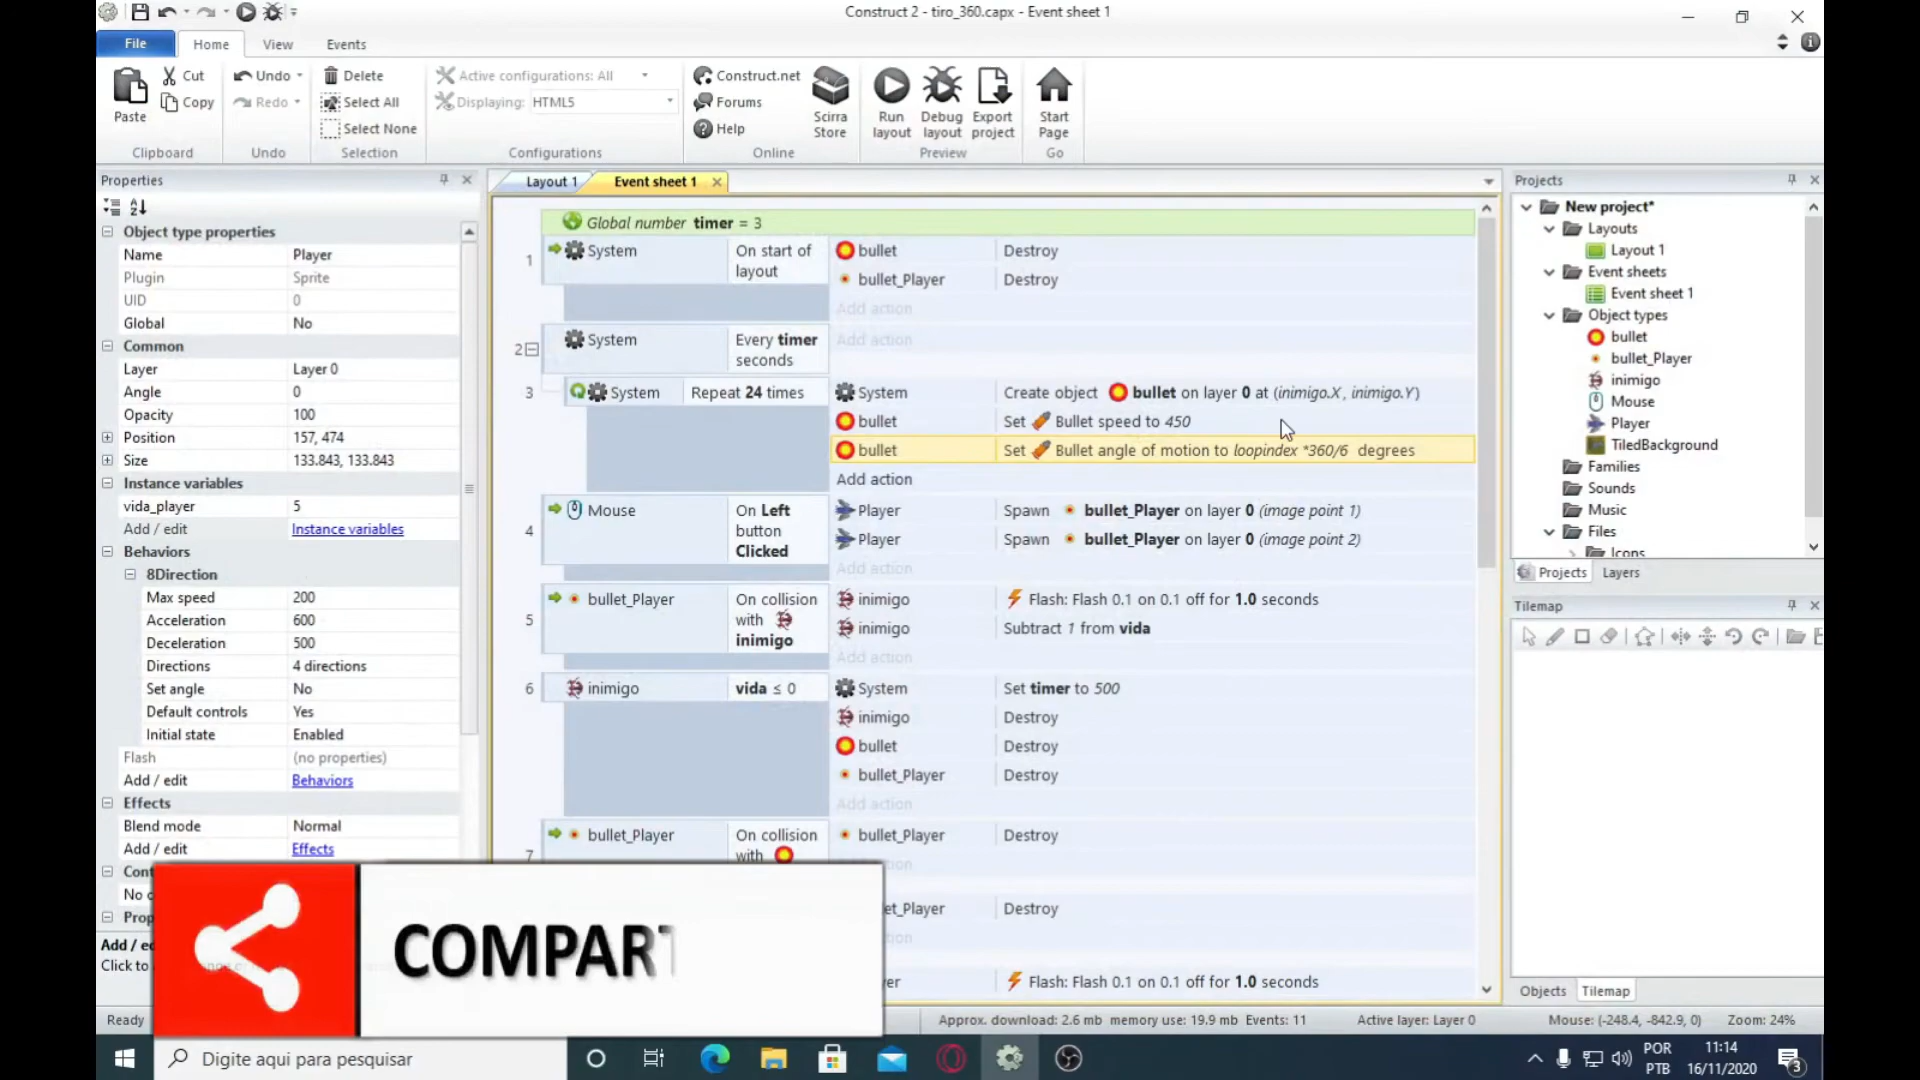 Construct 2 - tiro_360.capx - Event sheet 1
File Home View Events
Paste Cut Copy Clipboard
Undo Redo Undo
Delete Select All Select None Selection
Active configurations: All
Displaying: HTML5
Configurations
Construct.net Forums Help Scirra Store Online
Run layout Debug layout Export project Preview
Start Page Go
Properties
Object type properties
Name Player
Plugin Sprite
UID 0
Global No
Common
Layer Layer 0
Angle 0
Opacity 100
Position 157, 474
Size 133.843, 133.843
Instance variables
vida_player 5
Add / edit Instance variables
Behaviors
8Direction
Max speed 200
Acceleration 600
Deceleration 500
Directions 4 directions
Set angle No
Default controls Yes
Initial state Enabled
Flash (no properties)
Add / edit Behaviors
Effects
Blend mode Normal
Add / edit Effects
Layout 1 Event sheet 1
Global number timer = 3
1 System On start of layout bullet Destroy
bullet_Player Destroy
Add action
2 System Every timer seconds Add action
3 System Repeat 24 times System Create object bullet on layer 0 at (inimigo.X, inimigo.Y)
bullet Set Bullet speed to 450
bullet Set Bullet angle of motion to loopindex *360/6 degrees
Add action
4 Mouse On Left button Clicked Player Spawn bullet_Player on layer 0 (image point 1)
Player Spawn bullet_Player on layer 0 (image point 2)
Add action
5 bullet_Player On collision with inimigo inimigo Flash: Flash 0.1 on 0.1 off for 1.0 seconds
inimigo Subtract 1 from vida
Add action
6 inimigo vida ≤ 0 System Set timer to 500
inimigo Destroy
bullet Destroy
bullet_Player Destroy
Add action
7 bullet_Player On collision with bullet_Player Destroy
et_Player Destroy
Flash: Flash 0.1 on 0.1 off for 1.0 seconds
Projects
New project*
Layouts
Layout 1
Event sheets
Event sheet 1
Object types
bullet
bullet_Player
inimigo
Mouse
Player
TiledBackground
Families
Sounds
Music
Files
Icons
Projects Layers
Tilemap
Objects Tilemap
COMPART
Ready
Approx. download: 2.6 mb memory use: 19.9 mb Events: 11 Active layer: Layer 0 Mouse: (-248.4, -842.9, 0) Zoom: 24%
Digite aqui para pesquisar
POR
PTB
11:14
16/11/2020
3